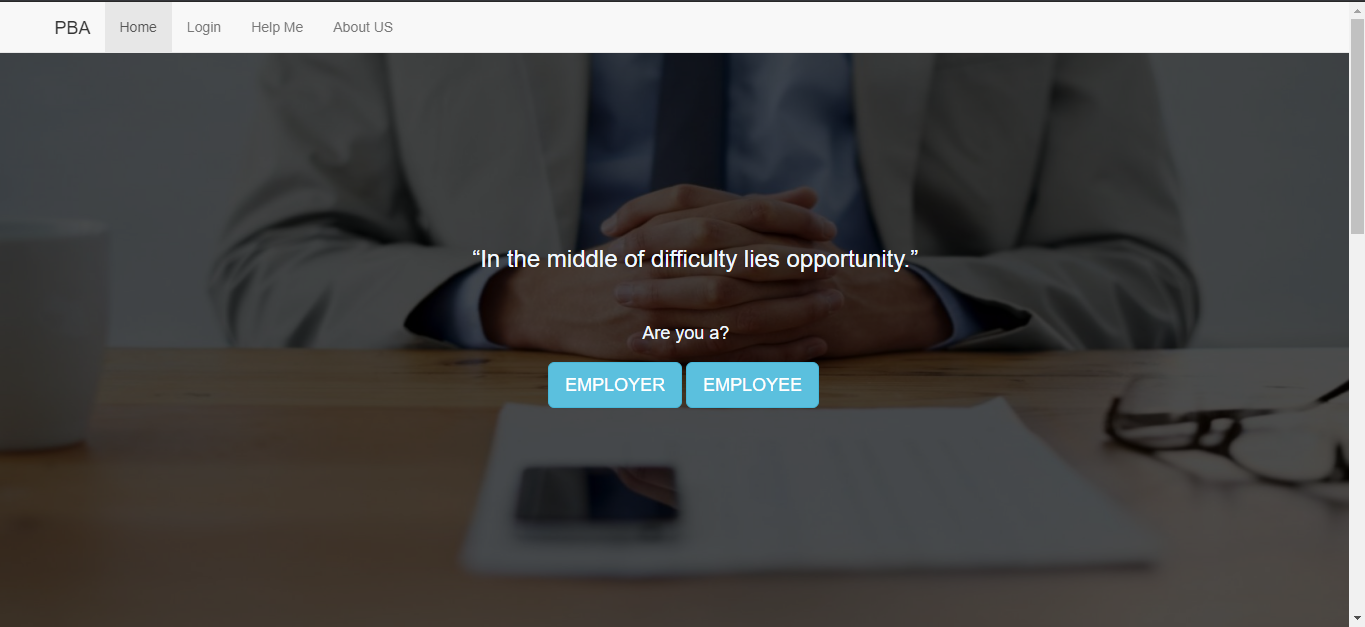 PBA Home Login Help Me About US
“In the middle of difficulty lies opportunity.”
Are you a?
EMPLOYER EMPLOYEE